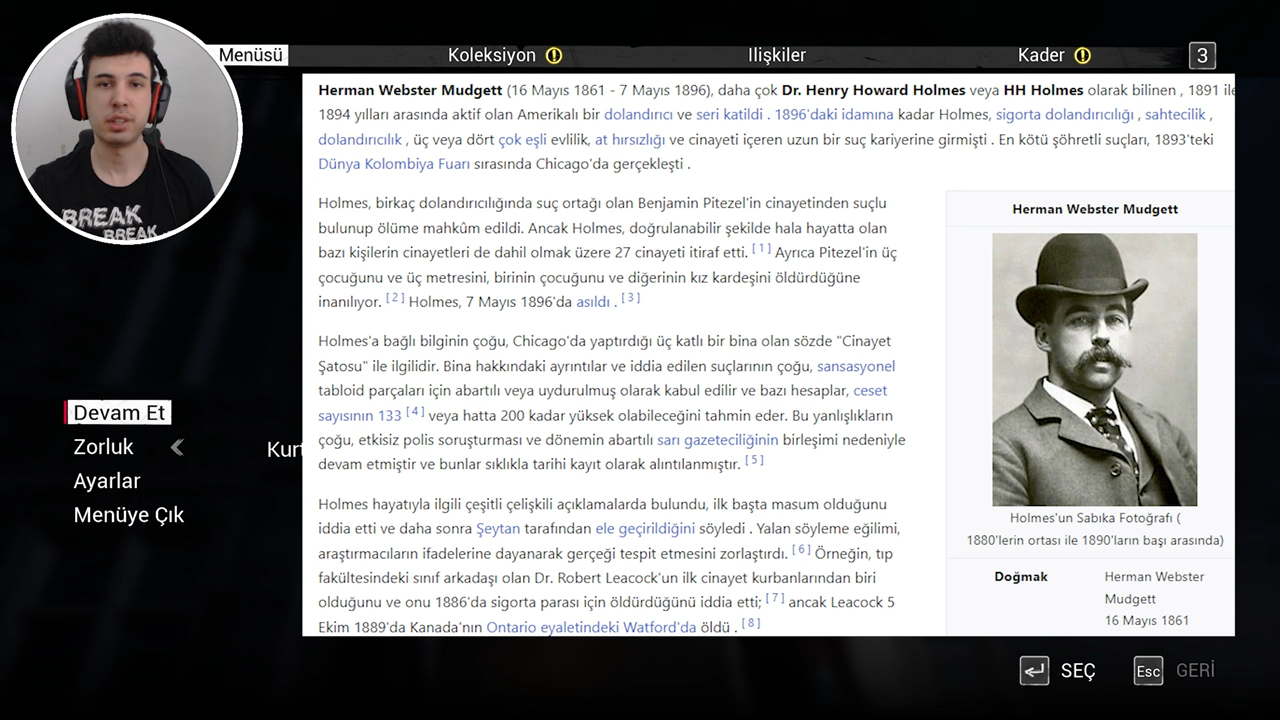 Menüsü
Koleksiyon
Ilişkiler
Kader
3
BREAK
BREAK
Herman Webster Mudgett (16 Mayıs 1861 - 7 Mayıs 1896), daha çok Dr. Henry Howard Holmes veya HH Holmes olarak bilinen , 1891 ile
1894 yılları arasında aktif olan Amerikalı bir dolandırıcı ve seri katildi . 1896'daki idamına kadar Holmes, sigorta dolandırıcılığı , sahtecilik ,
dolandırıcılık , üç veya dört çok eşli evlilik, at hırsızlığı ve cinayeti içeren uzun bir suç kariyerine girmişti . En kötü şöhretli suçları, 1893'teki
Dünya Kolombiya Fuarı sırasında Chicago'da gerçekleşti .
Holmes, birkaç dolandırıcılığında suç ortağı olan Benjamin Pitezel'in cinayetinden suçlu
bulunup ölüme mahkûm edildi. Ancak Holmes, doğrulanabilir şekilde hala hayatta olan
bazı kişilerin cinayetleri de dahil olmak üzere 27 cinayeti itiraf etti. [1] Ayrıca Pitezel'in üç
çocuğunu ve üç metresini, birinin çocuğunu ve diğerinin kız kardeşini öldürdüğüne
inanılıyor. [2] Holmes, 7 Mayıs 1896'da asıldı . [3]
Holmes'a bağlı bilginin çoğu, Chicago'da yaptırdığı üç katlı bir bina olan sözde "Cinayet
Şatosu" ile ilgilidir. Bina hakkındaki ayrıntılar ve iddia edilen suçlarının çoğu, sansasyonel
tabloid parçaları için abartılı veya uydurulmuş olarak kabul edilir ve bazı hesaplar, ceset
sayısının 133 [4] veya hatta 200 kadar yüksek olabileceğini tahmin eder. Bu yanlışlıkların
çoğu, etkisiz polis soruşturması ve dönemin abartılı sarı gazeteciliğinin birleşimi nedeniyle
devam etmiştir ve bunlar sıklıkla tarihi kayıt olarak alıntılanmıştır. [5]
Holmes hayatıyla ilgili çeşitli çelişkili açıklamalarda bulundu, ilk başta masum olduğunu
iddia etti ve daha sonra Şeytan tarafından ele geçirildiğini söyledi . Yalan söyleme eğilimi,
araştırmacıların ifadelerine dayanarak gerçeği tespit etmesini zorlaştırdı. [6] Örneğin, tıp
fakültesindeki sınıf arkadaşı olan Dr. Robert Leacock'un ilk cinayet kurbanlarından biri
olduğunu ve onu 1886'da sigorta parası için öldürdüğünü iddia etti; [7] ancak Leacock 5
Ekim 1889'da Kanada'nın Ontario eyaletindeki Watford'da öldü . [8]
Herman Webster Mudgett
Holmes'un Sabıka Fotoğrafı (
1880'lerin ortası ile 1890'ların başı arasında)
Doğmak
Herman Webster
Mudgett
16 Mayıs 1861
Devam Et
Zorluk
Kurt
Ayarlar
Menüye Çık
SEÇ
Esc GERİ